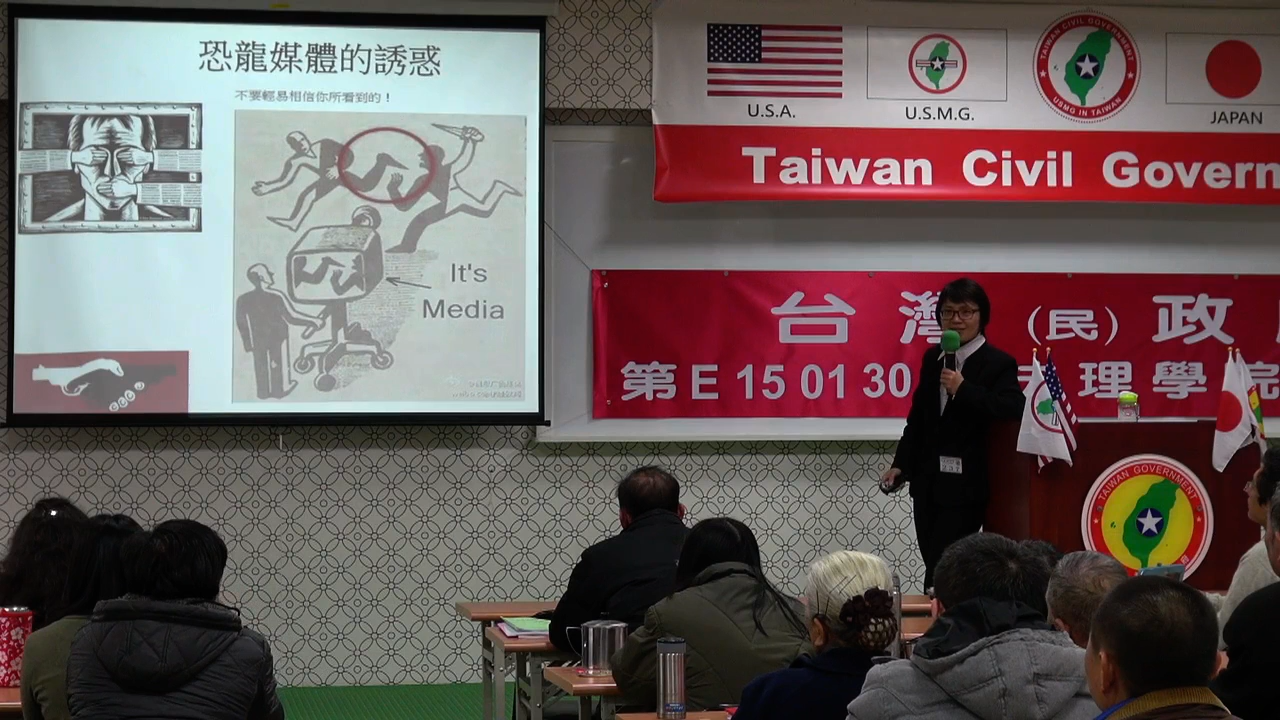 恐龍媒體的誘惑
不要輕易相信你所看到的！
It's
Media
U.S.A.
U.S.M.G.
TAIWAN CIVIL GOVERNMENT
USMG IN TAIWAN
JAPAN
Taiwan Civil Govern
台灣（民）政
第E 15 01 30
理學院
TAIWAN GOVERNMENT